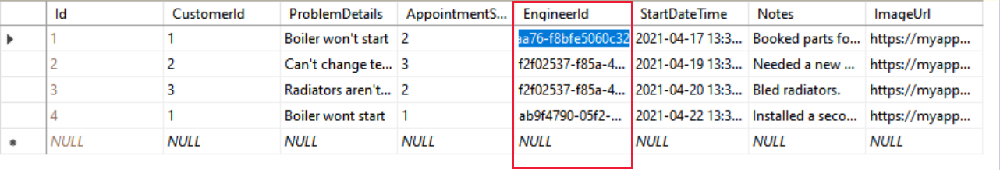 Id CustomerId ProblemDetails AppointmentS... EngineerId StartDateTime Notes ImageUrl
1 1 Boiler won't start 2 aa76-f8bfe5060c32 2021-04-17 13:3... Booked parts fo... https://myapp...
2 2 Can't change te... 3 f2f02537-f85a-4... 2021-04-19 13:3... Needed a new ... https://myapp...
3 3 Radiators aren't... 2 f2f02537-f85a-4... 2021-04-20 13:3... Bled radiators. https://myapp...
4 1 Boiler wont start 1 ab9f4790-05f2-... 2021-04-22 13:3... Installed a seco... https://myapp...
NULL NULL NULL NULL NULL NULL NULL NULL